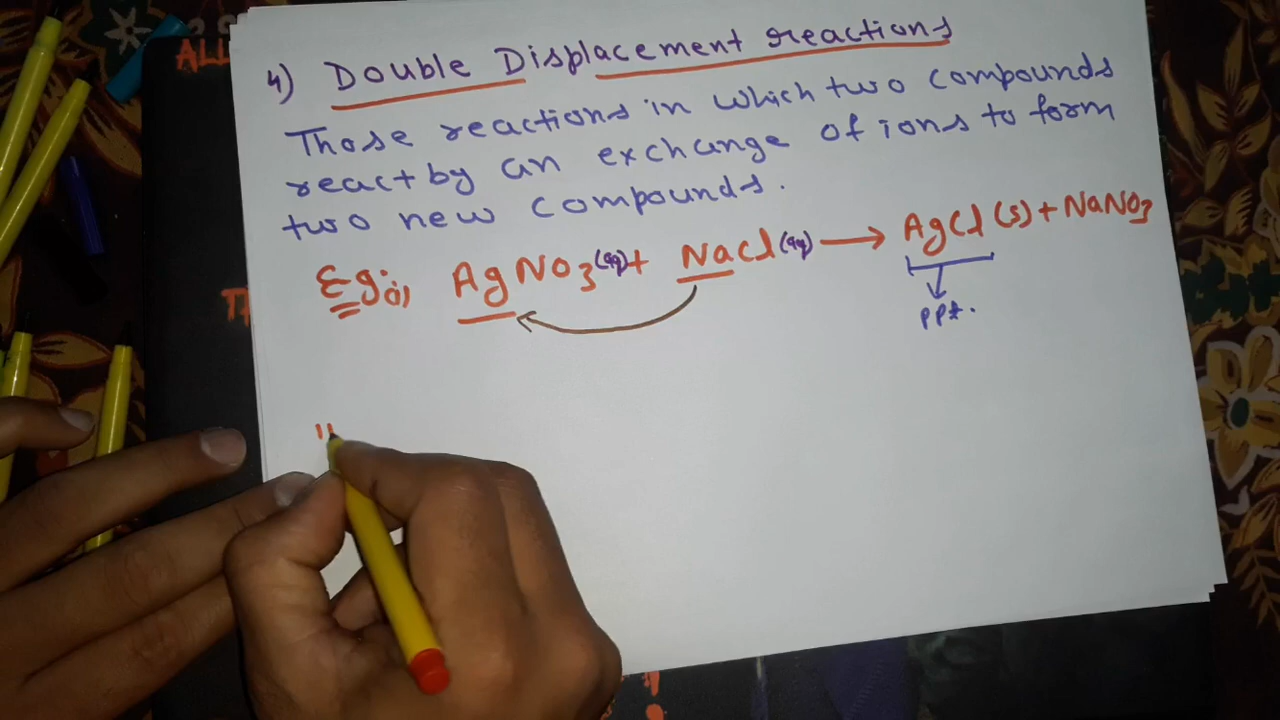 4) Double Displacement reactions
Those reactions in which two compounds
react by an exchange of ions to form
two new compounds.
Eg:i) AgNO3(aq)+ NaCl(aq) → AgCl(s)+NaNO3
ppt.
ALL